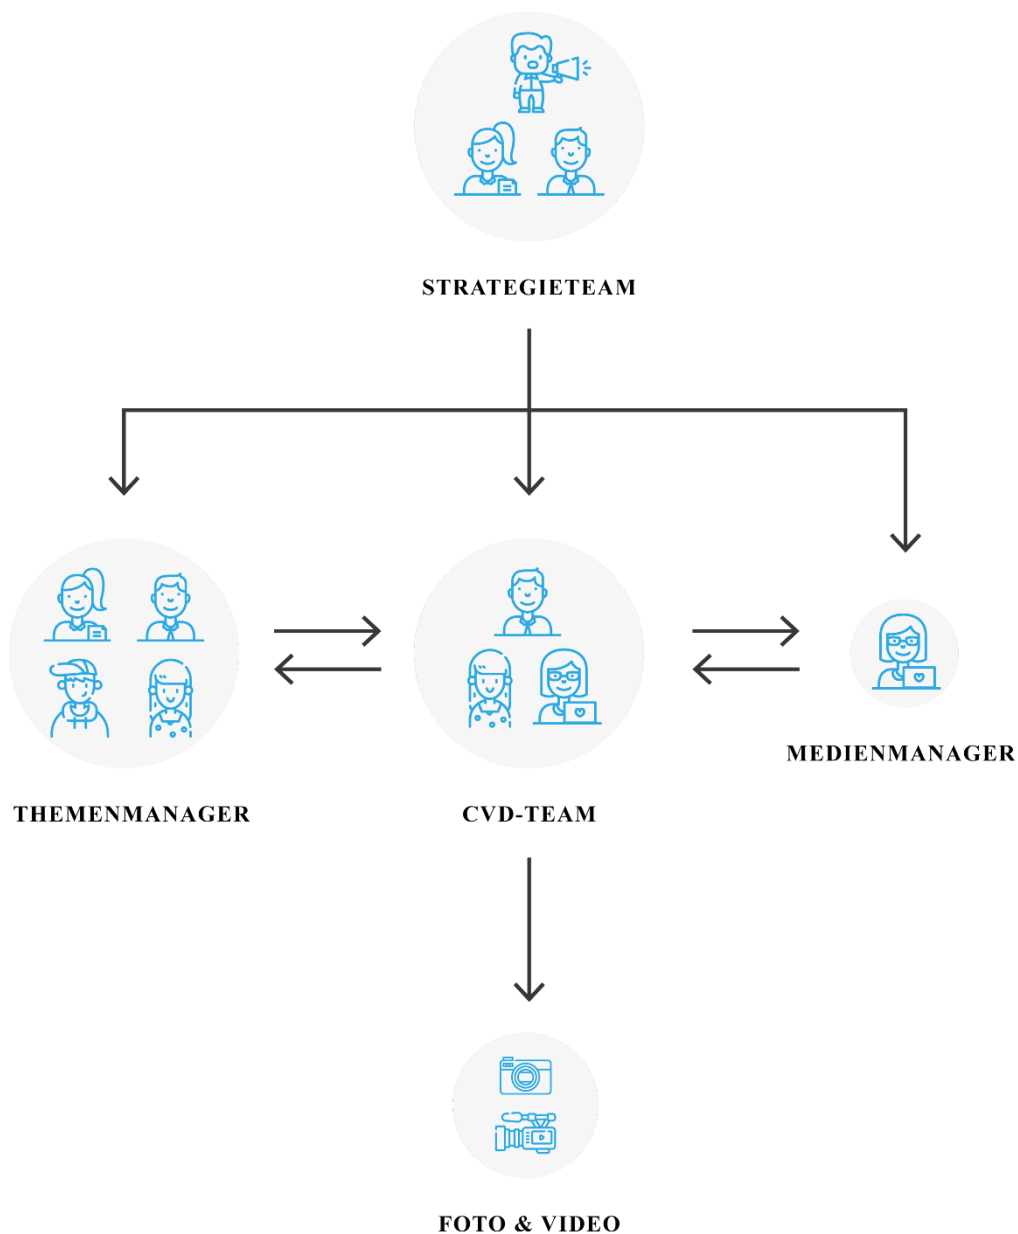 STRATEGIETEAM
MEDIENMANAGER
THEMENMANAGER
CVD-TEAM
FOTO & VIDEO